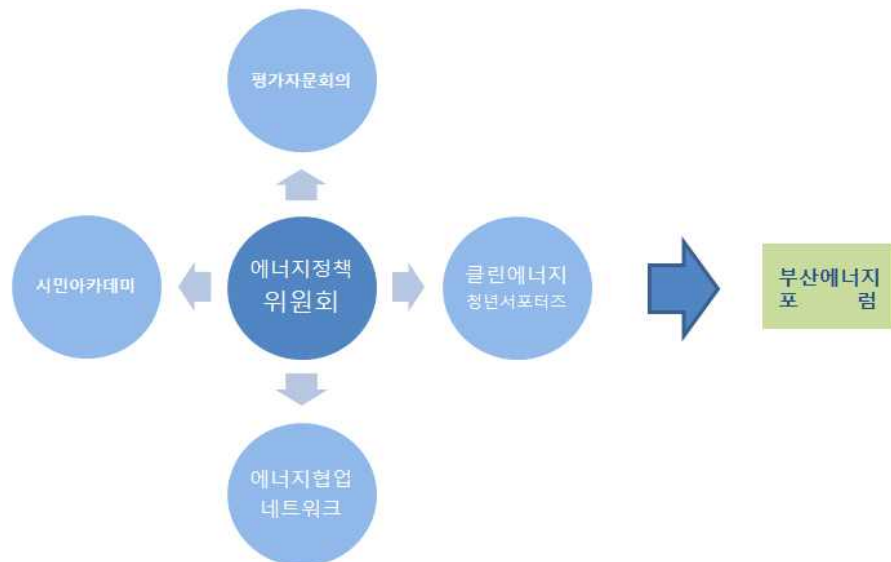 평가자문회의
시민아카데미
에너지정책
위원회
클린에너지
청년서포터즈
부산에너지
포 럼
에너지협업
네트워크